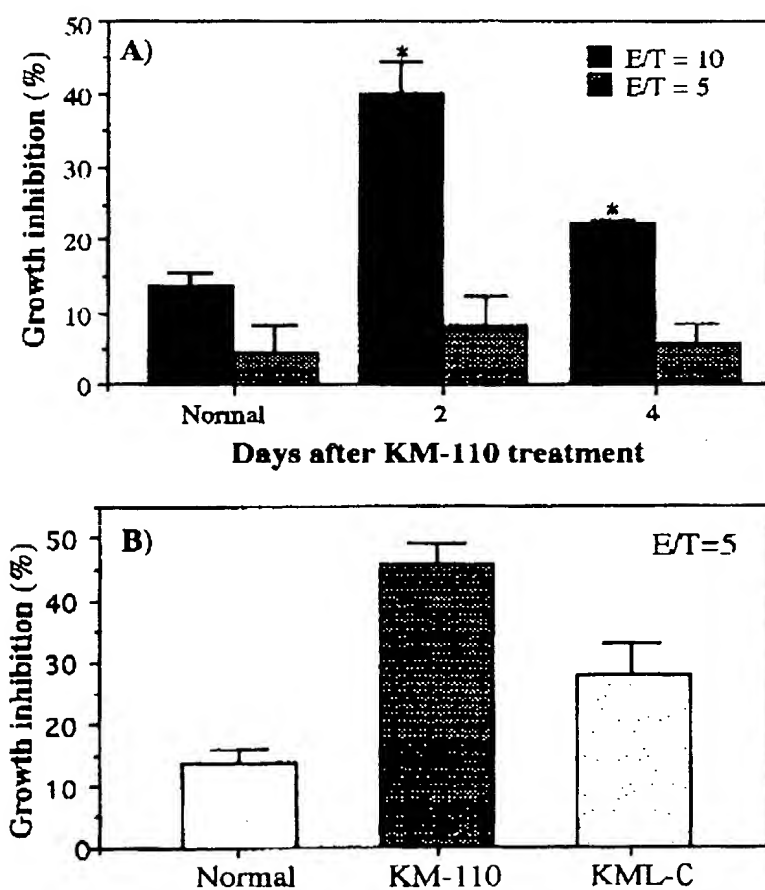 A)
E/T = 10
E/T = 5
Growth inhibition (%)
50
40
30
20
10
0
Normal 2 4
Days after KM-110 treatment
B)
E/T=5
Growth inhibition (%)
50
40
30
20
10
0
Normal KM-110 KML-C
*
*